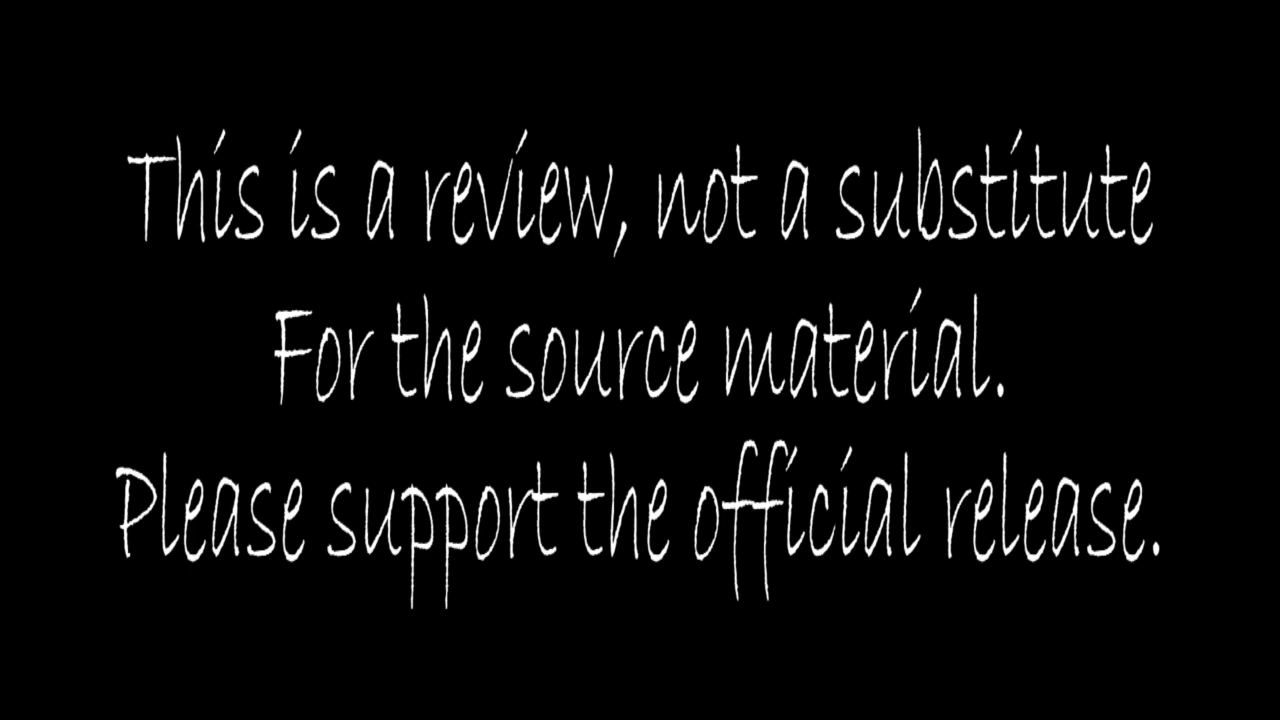 This is a review, not a substitute
For the source material.
Please support the official release.